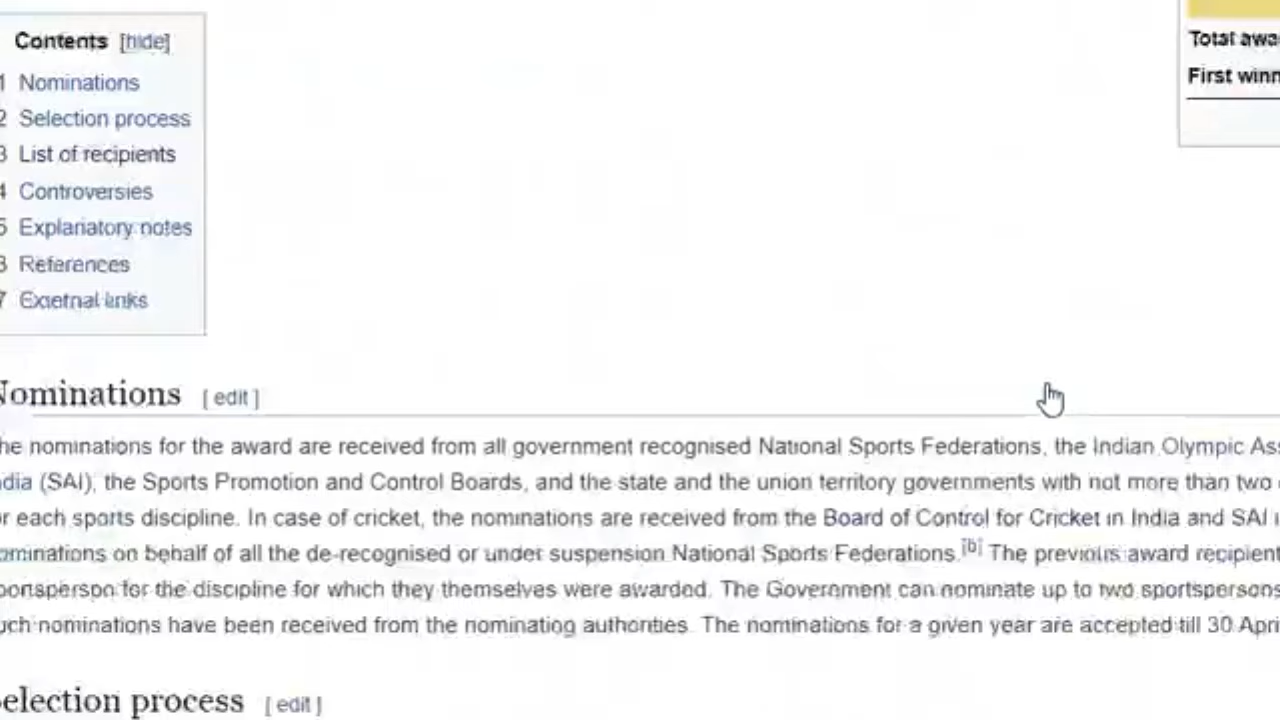 Contents [hide]
1 Nominations
2 Selection process
3 List of recipients
4 Controversies
5 Explanatory notes
6 References
7 External links
Total awa
First winn
Nominations [ edit ]
he nominations for the award are received from all government recognised National Sports Federations, the Indian Olympic Ass
ndia (SAI), the Sports Promotion and Control Boards, and the state and the union territory governments with not more than two
or each sports discipline. In case of cricket, the nominations are received from the Board of Control for Cricket in India and SAI
ominations on behalf of all the de-recognised or under suspension National Sports Federations.[b] The previous award recipient
portsperson for the discipline for which they themselves were awarded. The Government can nominate up to two sportspersons
uch nominations have been received from the nominating authorities. The nominations for a given year are accepted till 30 Apri
Selection process [ edit ]